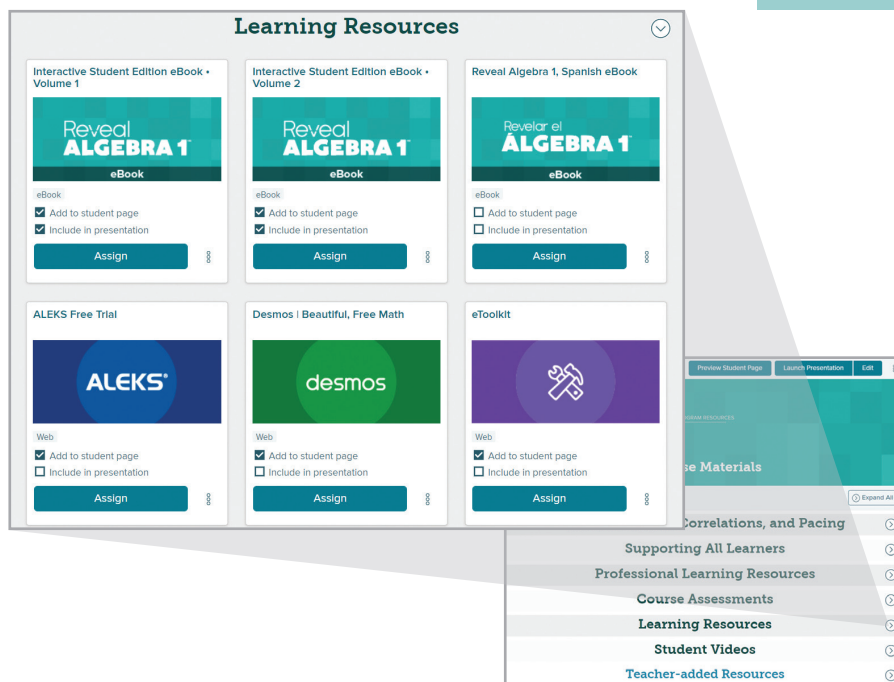 Learning Resources
Interactive Student Edition eBook •
Volume 1
Reveal
ALGEBRA 1
eBook
eBook
Add to student page
Include in presentation
Assign
Interactive Student Edition eBook •
Volume 2
Reveal
ALGEBRA 1
eBook
eBook
Add to student page
Include in presentation
Assign
Reveal Algebra 1, Spanish eBook
Revelar el
ÁLGEBRA 1
eBook
eBook
Add to student page
Include in presentation
Assign
ALEKS Free Trial
ALEKS®
Web
Add to student page
Include in presentation
Assign
Desmos | Beautiful, Free Math
desmos
Web
Add to student page
Include in presentation
Assign
eToolkit
Web
Add to student page
Include in presentation
Assign
Preview Student Page
Launch Presentation
Edit
RESOURCES
se Materials
Expand All
Correlations, and Pacing
Supporting All Learners
Professional Learning Resources
Course Assessments
Learning Resources
Student Videos
Teacher-added Resources